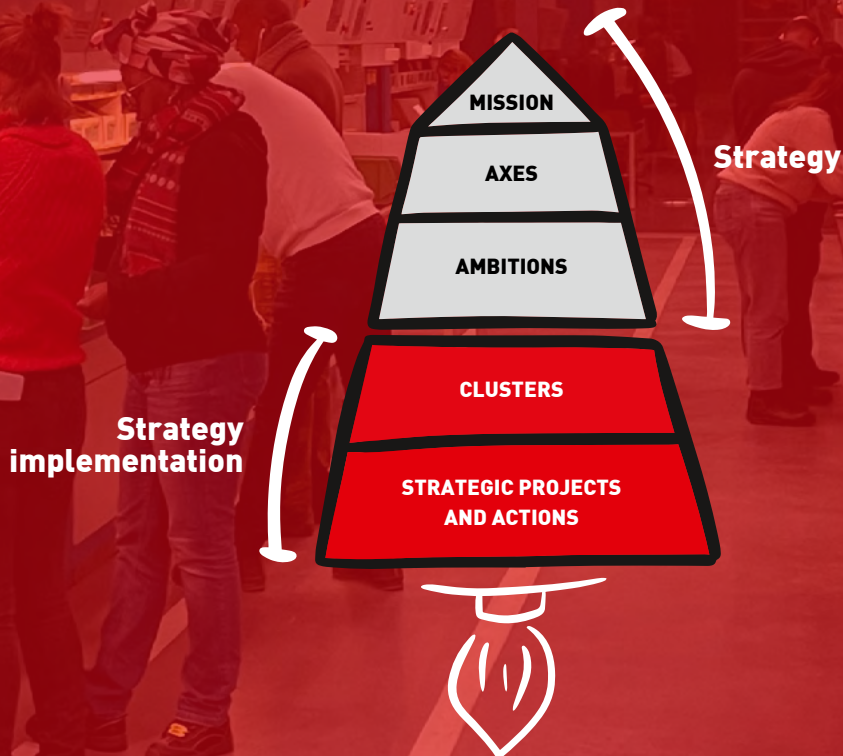 MISSION
Strategy
AXES
AMBITIONS
CLUSTERS
Strategy
implementation
STRATEGIC PROJECTS
AND ACTIONS